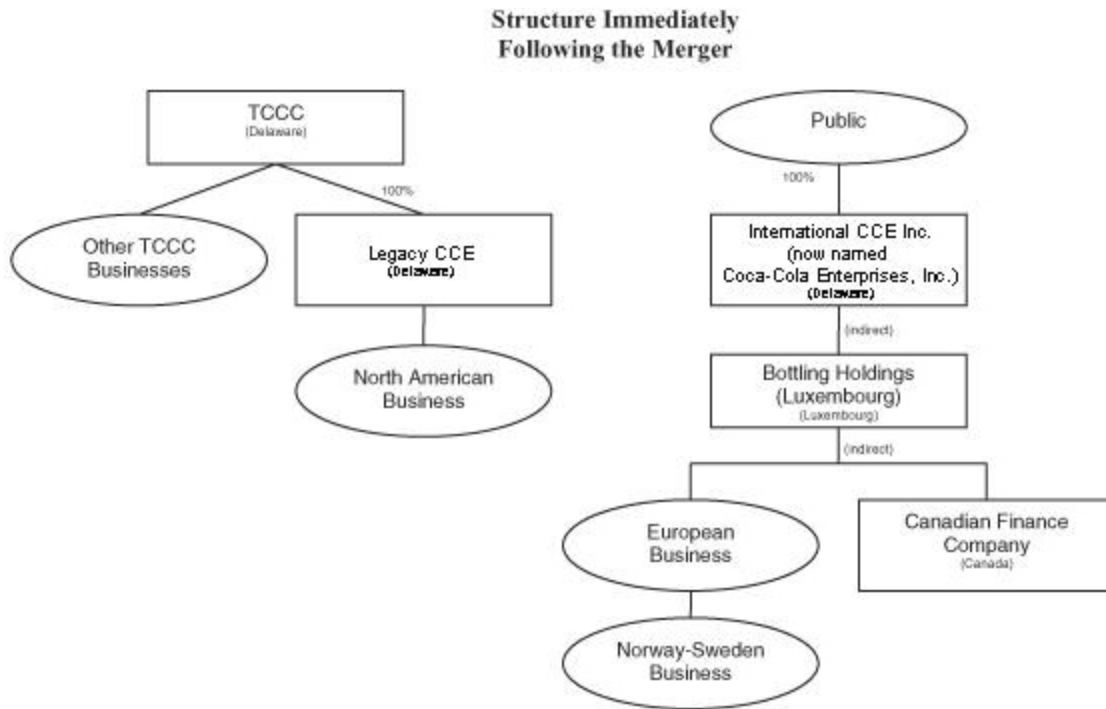 Structure Immediately
Following the Merger
TCCC
(Delaware)
100%
Other TCCC
Businesses
Legacy CCE
(Delaware)
North American
Business
Public
100%
International CCE Inc.
(now named
Coca-Cola Enterprises, Inc.)
(Delaware)
(indirect)
Bottling Holdings
(Luxembourg)
(Luxembourg)
(indirect)
European
Business
Canadian Finance
Company
(Canada)
Norway-Sweden
Business